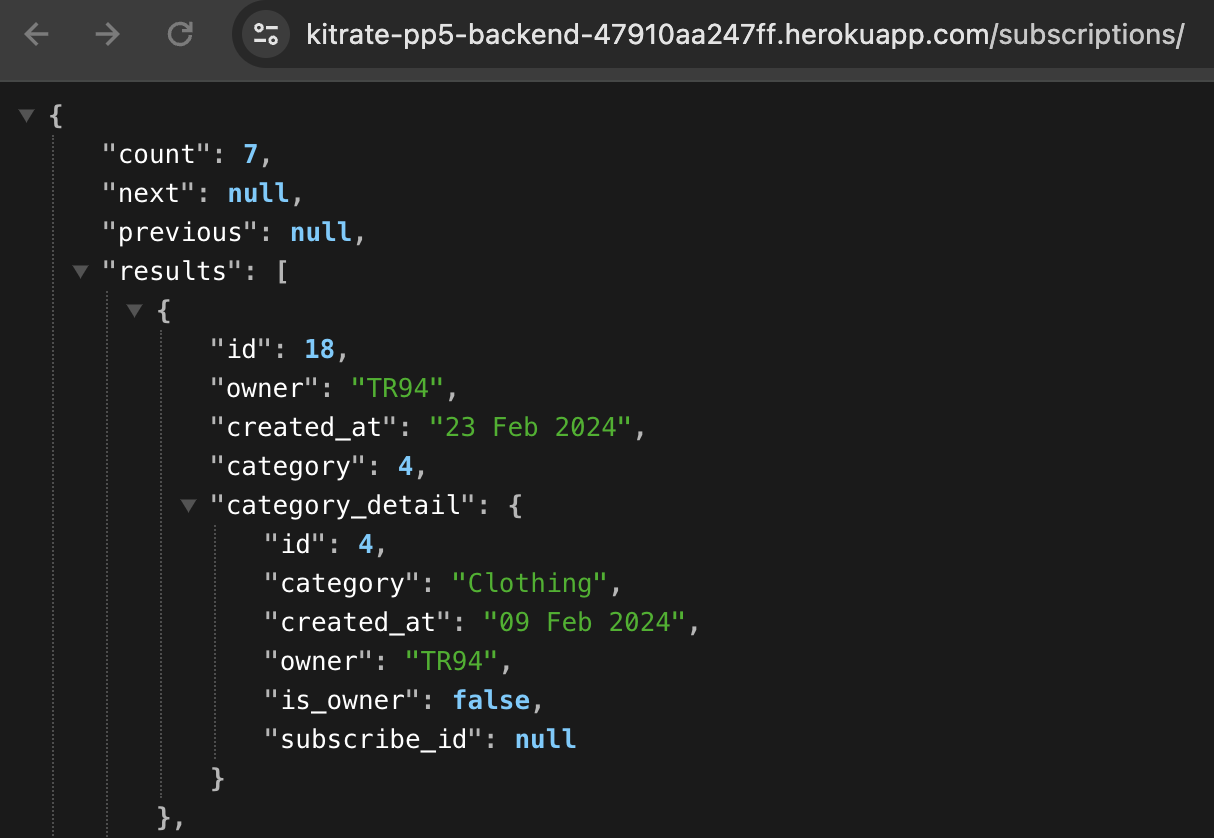 kitrate-pp5-backend-47910aa247ff.herokuapp.com/subscriptions/
{
"count": 7,
"next": null,
"previous": null,
"results": [
{
"id": 18,
"owner": "TR94",
"created_at": "23 Feb 2024",
"category": 4,
"category_detail": {
"id": 4,
"category": "Clothing",
"created_at": "09 Feb 2024",
"owner": "TR94",
"is_owner": false,
"subscribe_id": null
}
},